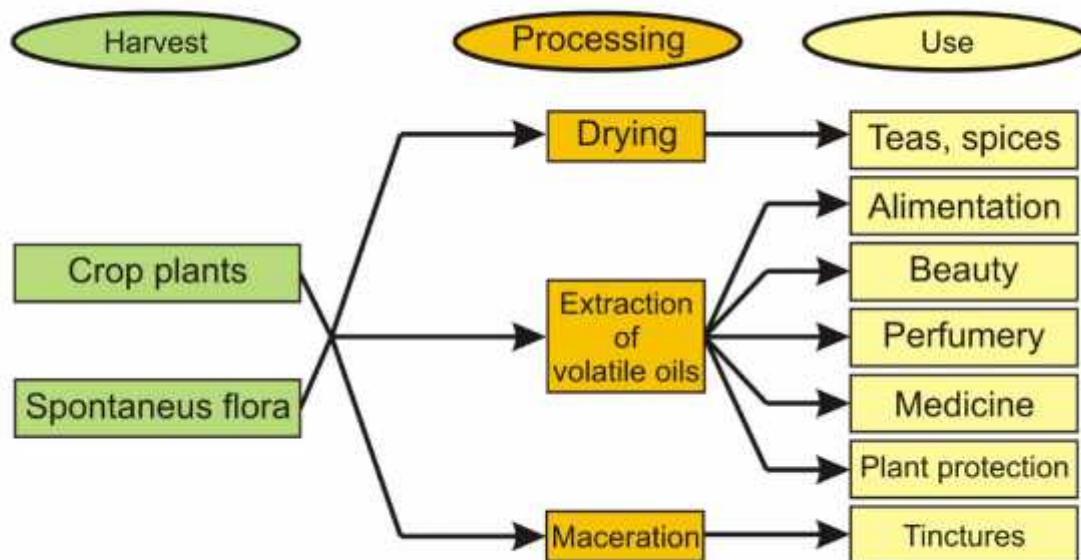 Harvest
Processing
Use
Drying
Teas, spices
Alimentation
Crop plants
Beauty
Extraction
of
volatile oils
Perfumery
Spontaneus flora
Medicine
Plant protection
Maceration
Tinctures